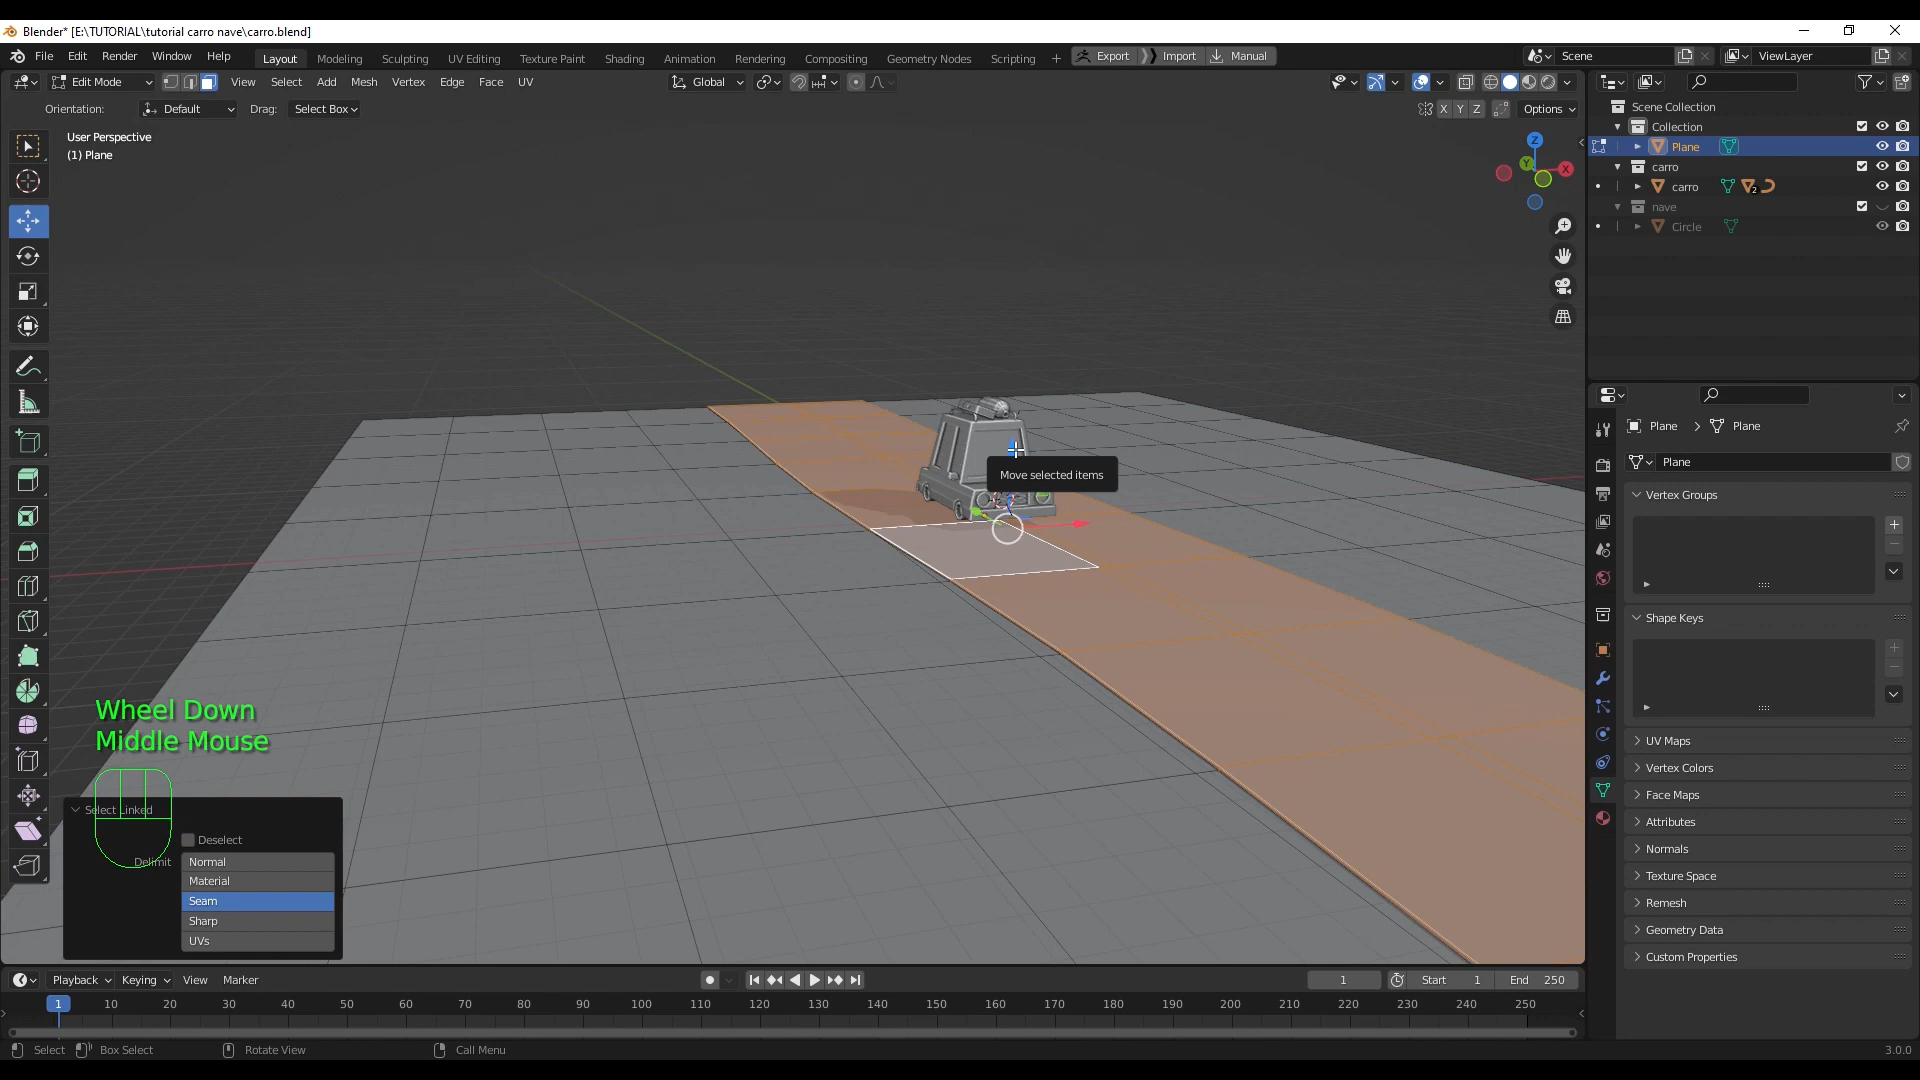 Blender* [E:\TUTORIAL\tutorial carro nave\carro.blend]
File Edit Render Window Help Layout Modeling Sculpting UV Editing Texture Paint Shading Animation Rendering Compositing Geometry Nodes Scripting + Export Import Manual Scene ViewLayer
Edit Mode View Select Add Mesh Vertex Edge Face UV Global
Orientation: Default Drag: Select Box X Y Z Options
User Perspective
(1) Plane
Z
Y
X
Scene Collection
Collection
Plane
carro
carro 2
nave
Circle
Plane > Plane
Plane
Vertex Groups
Shape Keys
UV Maps
Vertex Colors
Face Maps
Attributes
Normals
Texture Space
Remesh
Geometry Data
Custom Properties
Move selected items
Wheel Down
Middle Mouse
Select Linked
Deselect
Delimit Normal
Material
Seam
Sharp
UVs
Playback Keying View Marker 1 Start 1 End 250
1 10 20 30 40 50 60 70 80 90 100 110 120 130 140 150 160 170 180 190 200 210 220 230 240 250
Select Box Select Rotate View Call Menu 3.0.0